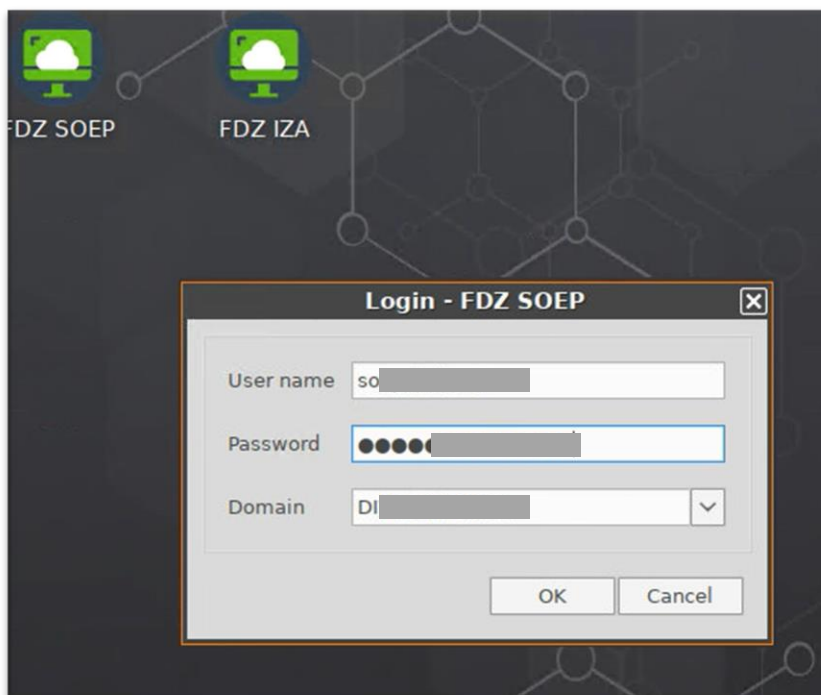 FDZ SOEP
FDZ IZA
Login - FDZ SOEP
User name
so
Password
Domain
DI
OK
Cancel